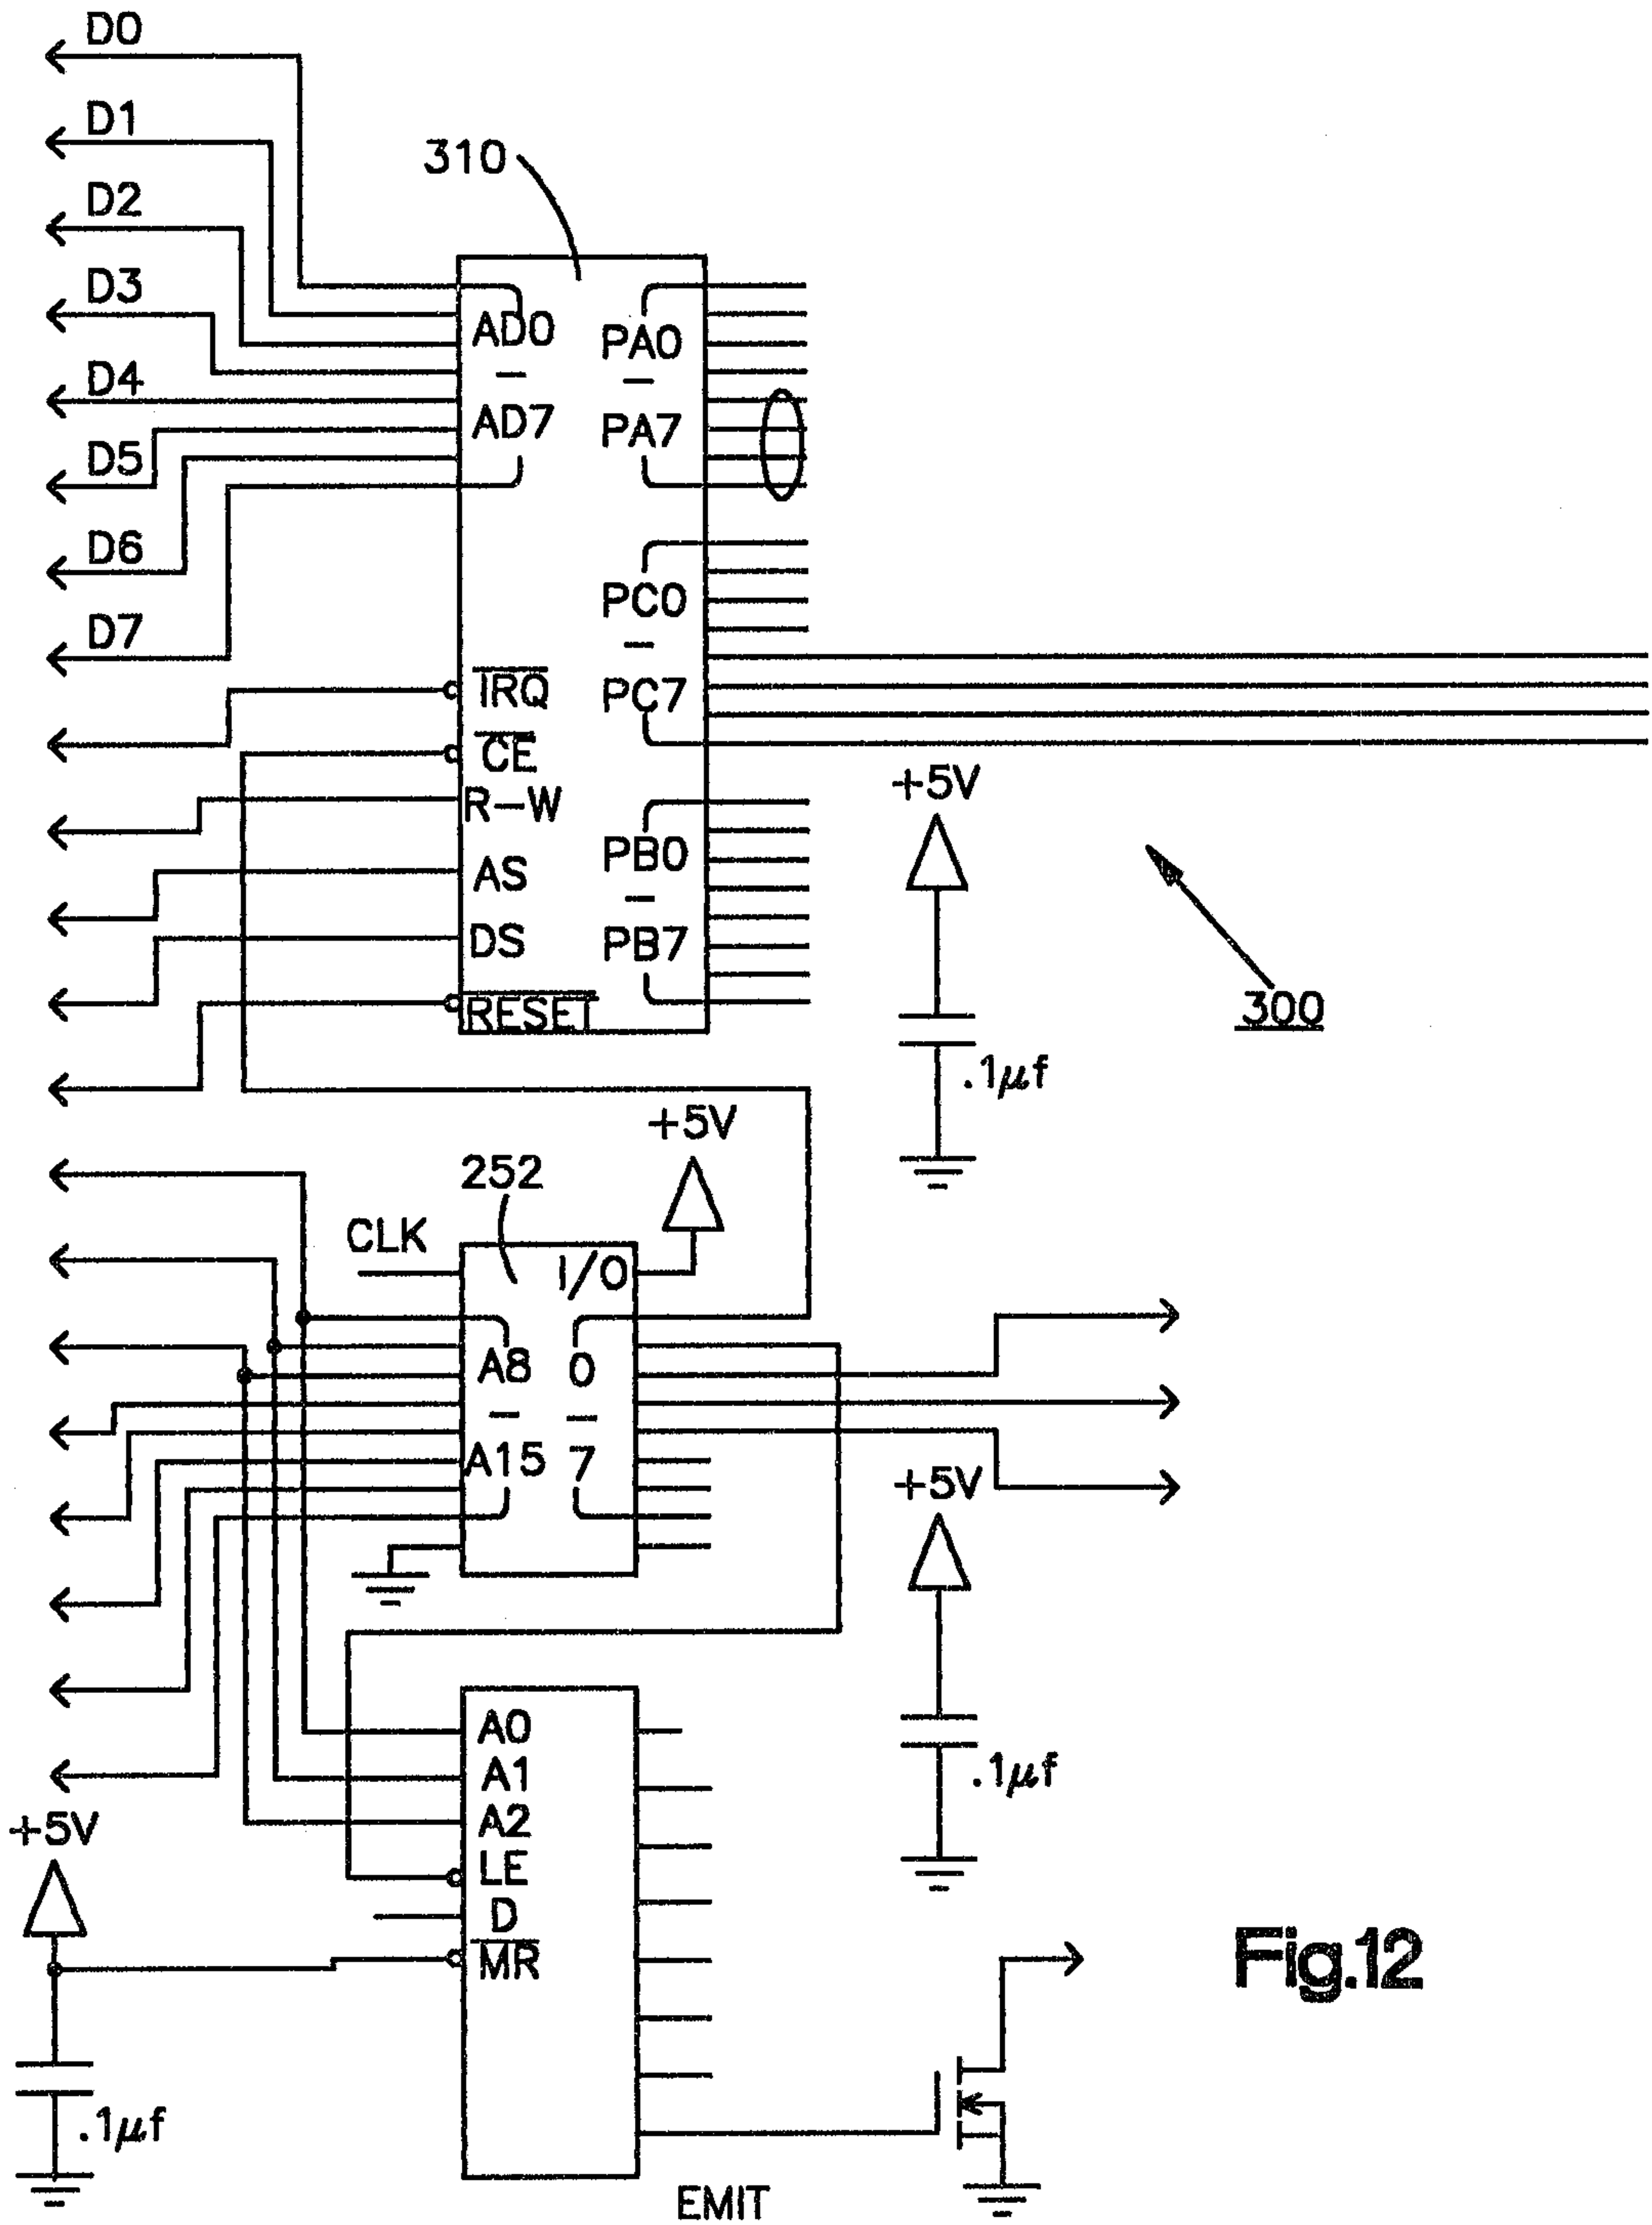 D0
D1
D2
D3
D4
D5
D6
D7
310
AD0
–
AD7
IRQ
CE
R–W
AS
DS
RESET
PA0
–
PA7
PC0
–
PC7
PB0
–
PB7
+5V
.1μf
300
+5V
252
CLK
I/O
A8
–
A15
0
–
7
+5V
.1μf
A0
A1
A2
LE
D
MR
+5V
.1μf
EMIT
Fig.12